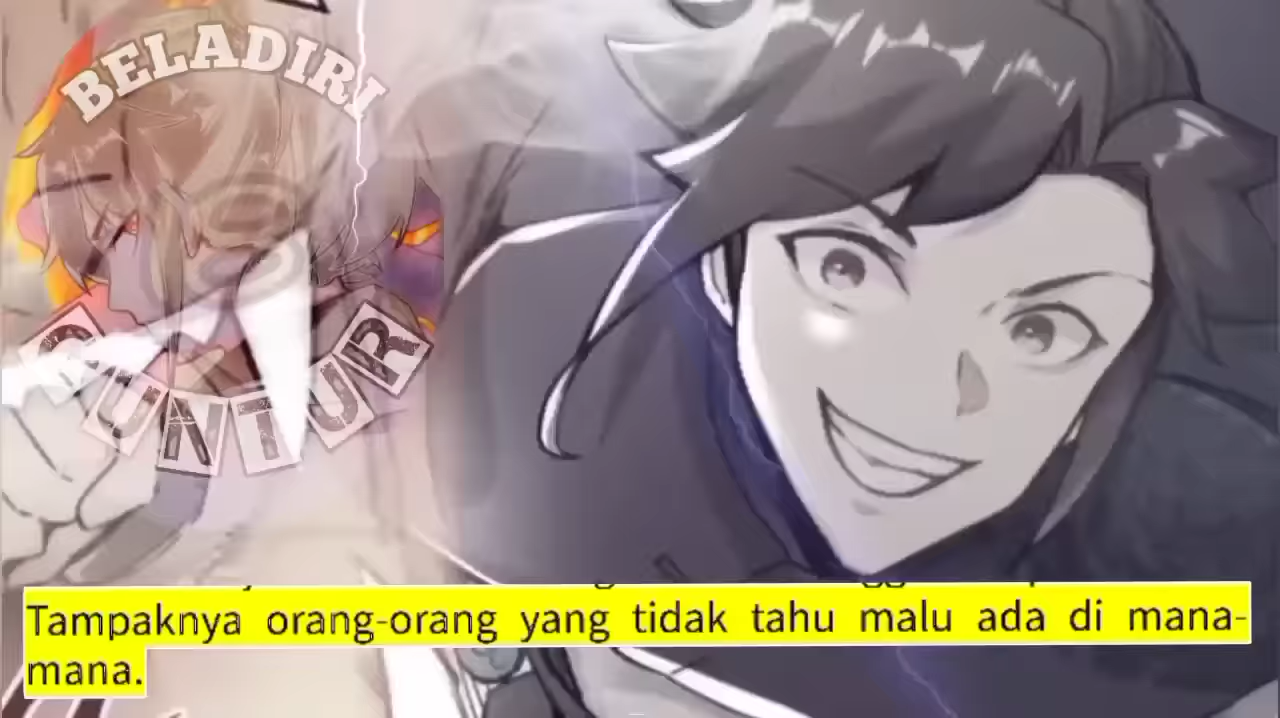 BELADIRI
GUNTUR
Tampaknya orang-orang yang tidak tahu malu ada di mana-
mana.